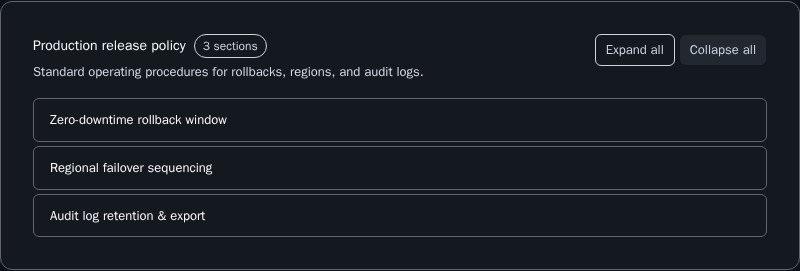 Production release policy 3 sections
Standard operating procedures for rollbacks, regions, and audit logs.
Expand all Collapse all
Zero-downtime rollback window
Regional failover sequencing
Audit log retention & export